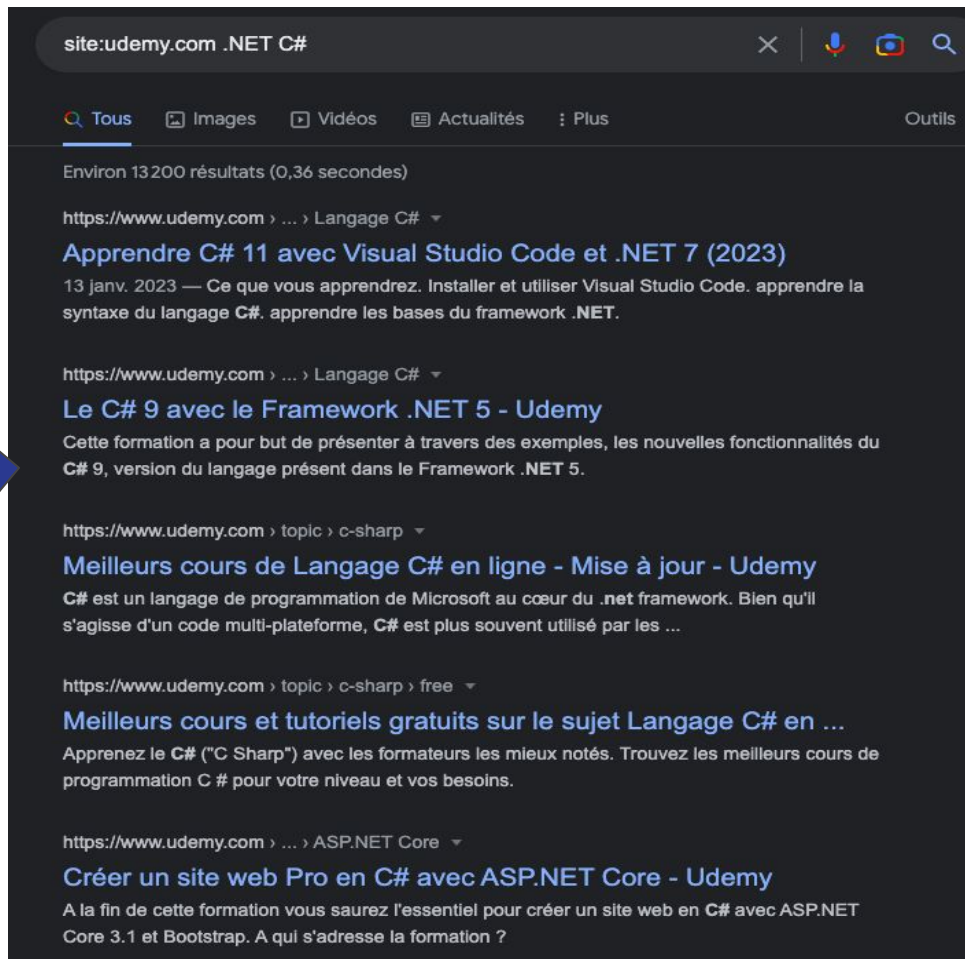 site:udemy.com .NET C#
Tous Images Vidéos Actualités Plus Outils
Environ 13 200 résultats (0,36 secondes)
https://www.udemy.com › ... › Langage C#
Apprendre C# 11 avec Visual Studio Code et .NET 7 (2023)
13 janv. 2023 — Ce que vous apprendrez. Installer et utiliser Visual Studio Code. apprendre la
syntaxe du langage C#. apprendre les bases du framework .NET.
https://www.udemy.com › ... › Langage C#
Le C# 9 avec le Framework .NET 5 - Udemy
Cette formation a pour but de présenter à travers des exemples, les nouvelles fonctionnalités du
C# 9, version du langage présent dans le Framework .NET 5.
https://www.udemy.com › topic › c-sharp
Meilleurs cours de Langage C# en ligne - Mise à jour - Udemy
C# est un langage de programmation de Microsoft au cœur du .net framework. Bien qu'il
s'agisse d'un code multi-plateforme, C# est plus souvent utilisé par les ...
https://www.udemy.com › topic › c-sharp › free
Meilleurs cours et tutoriels gratuits sur le sujet Langage C# en ...
Apprenez le C# ("C Sharp") avec les formateurs les mieux notés. Trouvez les meilleurs cours de
programmation C # pour votre niveau et vos besoins.
https://www.udemy.com › ... › ASP.NET Core
Créer un site web Pro en C# avec ASP.NET Core - Udemy
A la fin de cette formation vous saurez l'essentiel pour créer un site web en C# avec ASP.NET
Core 3.1 et Bootstrap. A qui s'adresse la formation ?